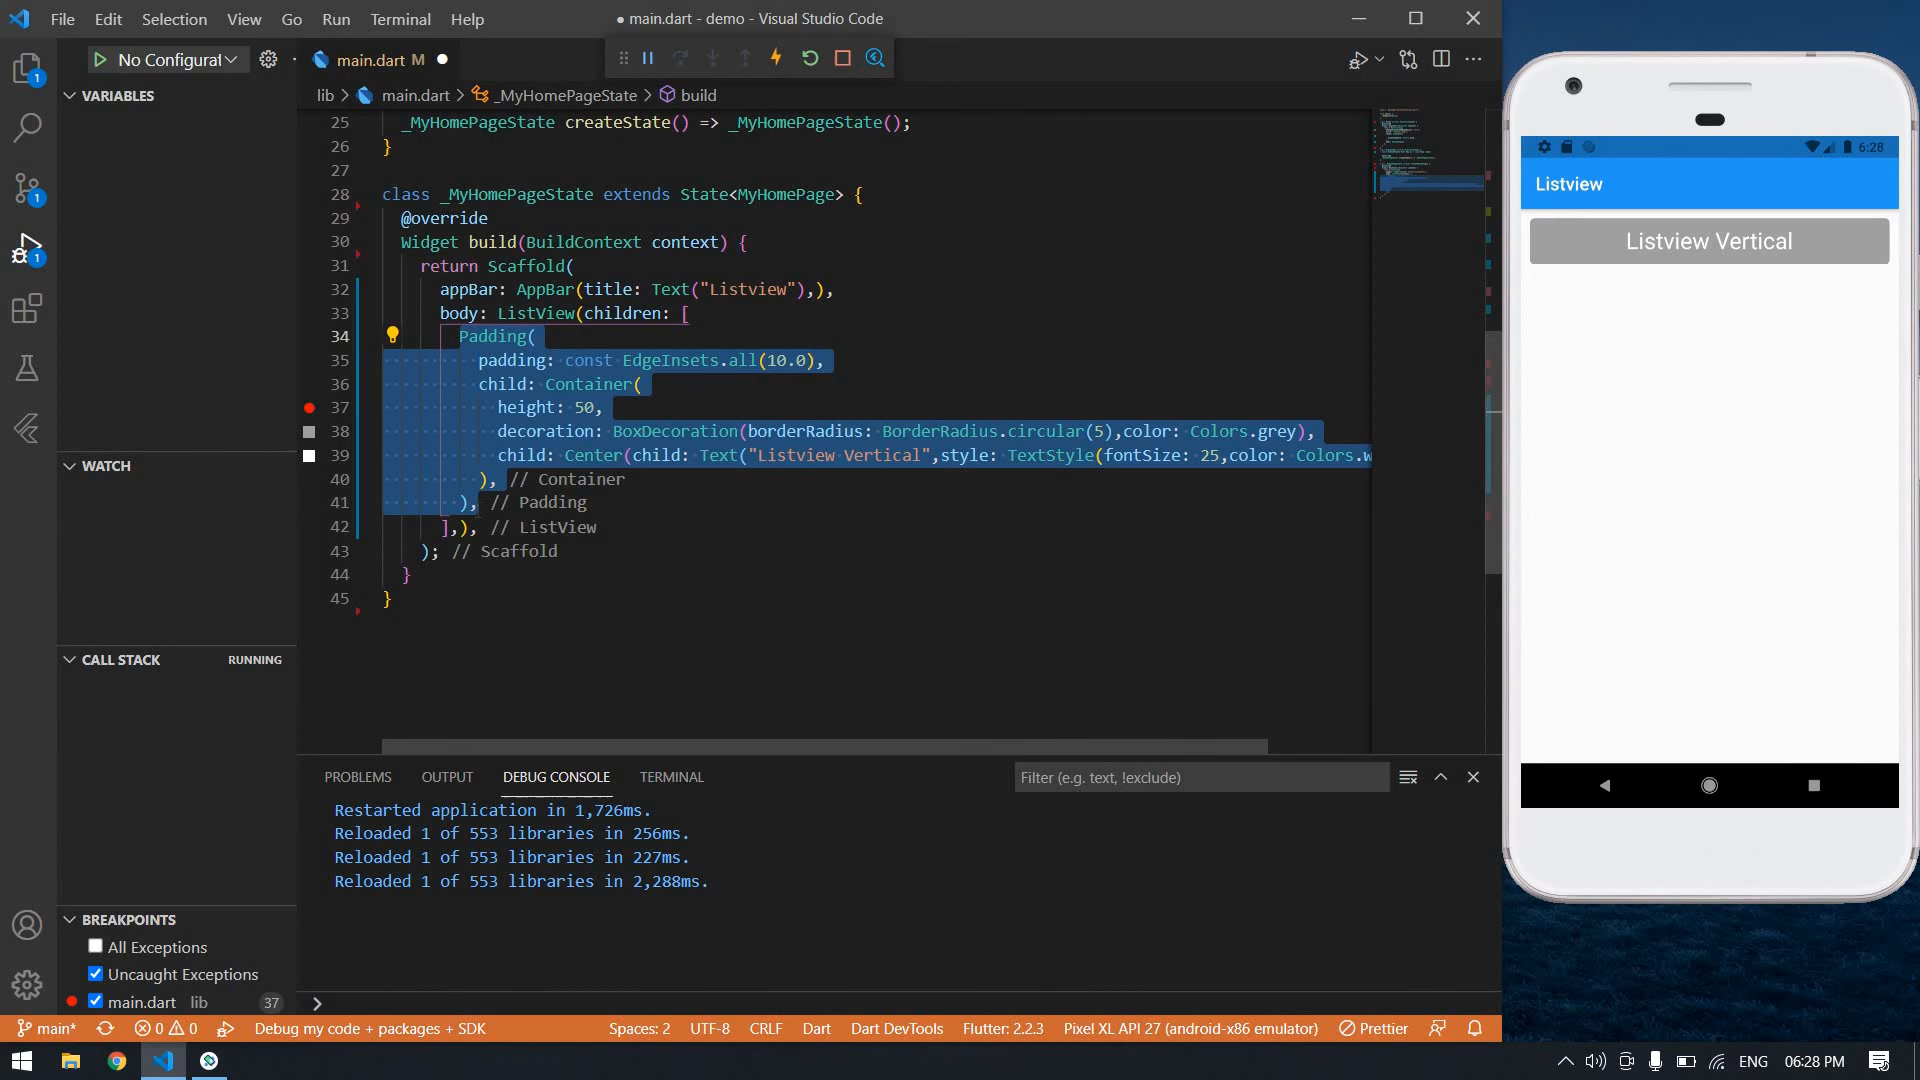 File Edit Selection View Go Run Terminal Help
● main.dart - demo - Visual Studio Code
No Configurat
main.dart M
VARIABLES
lib > main.dart > _MyHomePageState > build
25 _MyHomePageState createState() => _MyHomePageState();
26 }
27
28 class _MyHomePageState extends State<MyHomePage> {
29 @override
30 Widget build(BuildContext context) {
31 return Scaffold(
32 appBar: AppBar(title: Text("Listview"),),
33 body: ListView(children: [
34 Padding(
35 padding: const EdgeInsets.all(10.0),
36 child: Container(
37 height: 50,
38 decoration: BoxDecoration(borderRadius: BorderRadius.circular(5),color: Colors.grey),
39 child: Center(child: Text("Listview Vertical",style: TextStyle(fontSize: 25,color: Colors.w
40 ), // Container
41 ), // Padding
42 ],), // ListView
43 ); // Scaffold
44 }
45 }
WATCH
CALL STACK RUNNING
BREAKPOINTS
All Exceptions
Uncaught Exceptions
main.dart lib 37
PROBLEMS OUTPUT DEBUG CONSOLE TERMINAL
Filter (e.g. text, !exclude)
Restarted application in 1,726ms.
Reloaded 1 of 553 libraries in 256ms.
Reloaded 1 of 553 libraries in 227ms.
Reloaded 1 of 553 libraries in 2,288ms.
>
1
1
1
main* 0 0 Debug my code + packages + SDK Spaces: 2 UTF-8 CRLF Dart Dart DevTools Flutter: 2.2.3 Pixel XL API 27 (android-x86 emulator) Prettier
ENG 06:28 PM
6:28
Listview
Listview Vertical